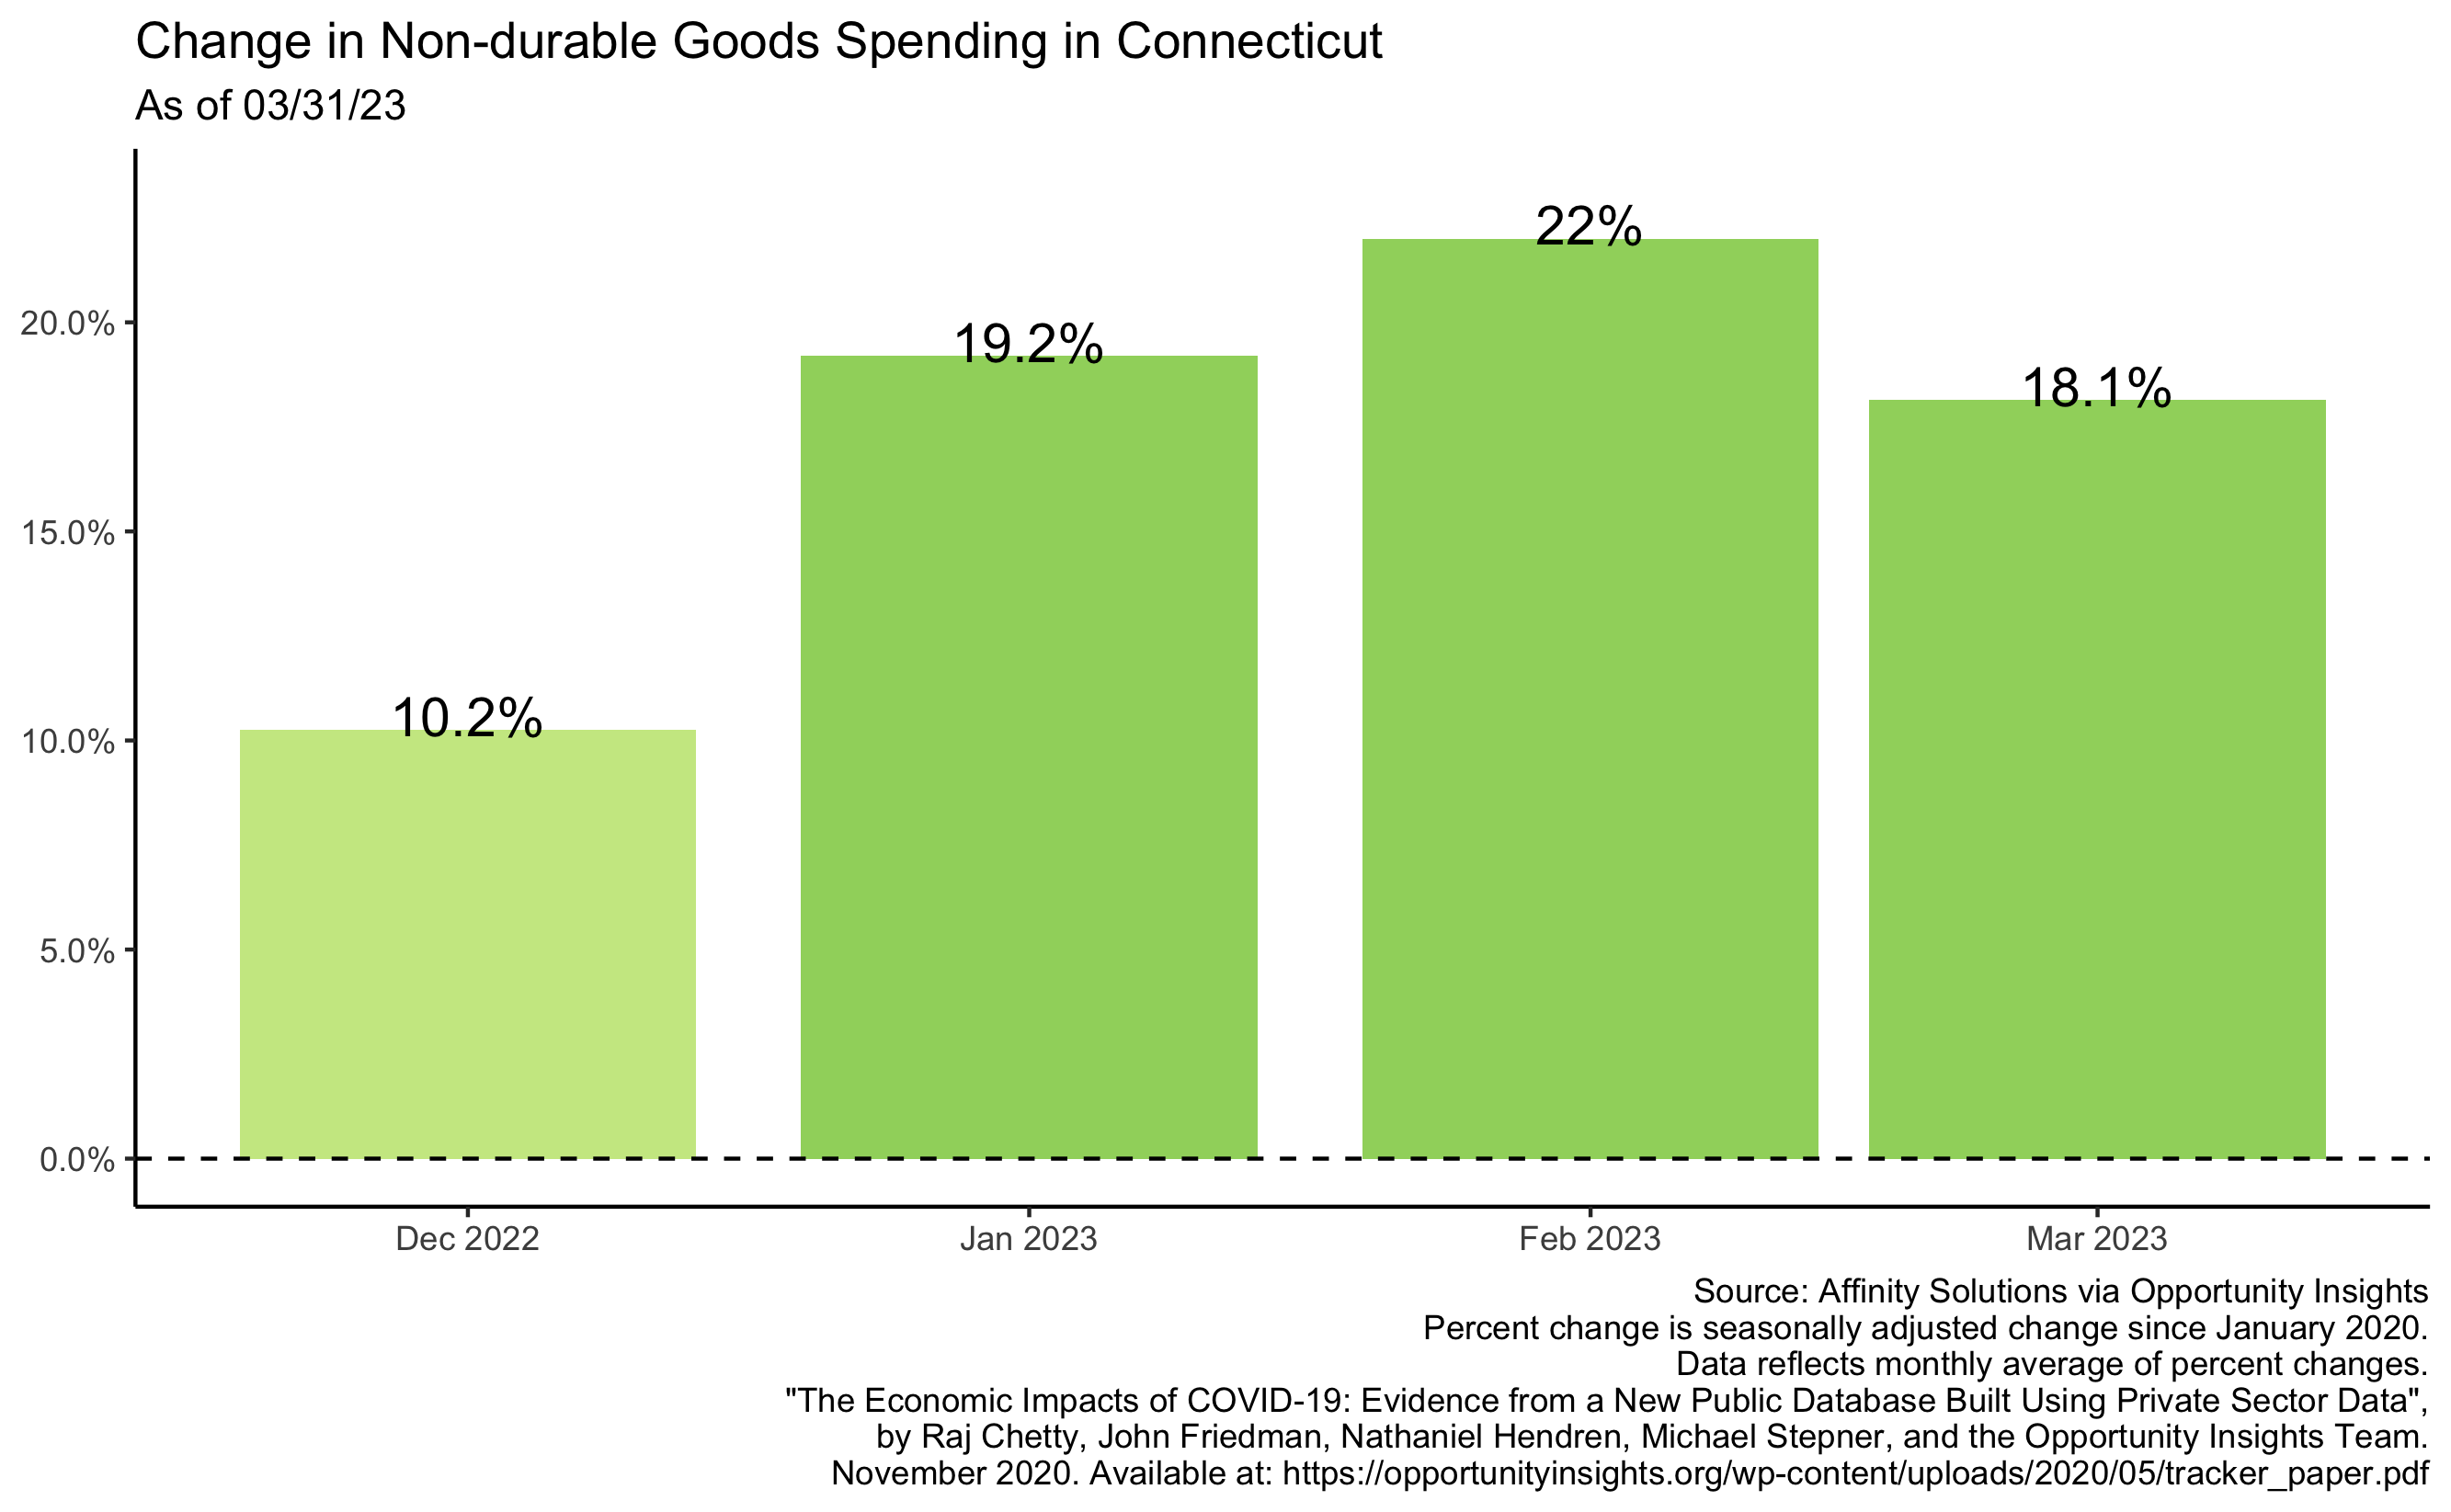 Change in Non-durable Goods Spending in Connecticut
As of 03/31/23
22%
20.0%
19.2%
18.1%
15.0%
10.2%
10.0%
5.0%
0.0%
Dec 2022
Jan 2023
Feb 2023
Mar 2023
Source: Affinity Solutions via Opportunity Insights
Percent change is seasonally adjusted change since January 2020.
Data reflects monthly average of percent changes.
"The Economic Impacts of COVID-19: Evidence from a New Public Database Built Using Private Sector Data",
by Raj Chetty, John Friedman, Nathaniel Hendren, Michael Stepner, and the Opportunity Insights Team.
November 2020. Available at: https://opportunityinsights.org/wp-content/uploads/2020/05/tracker_paper.pdf